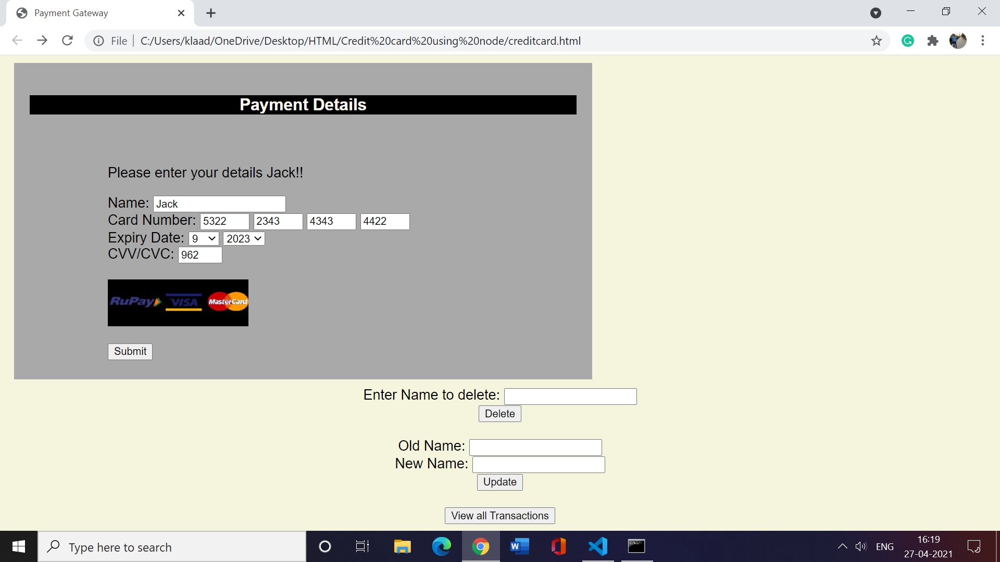 Payment Gateway
File C:/Users/klaad/OneDrive/Desktop/HTML/Credit%20card%20using%20node/creditcard.html
Payment Details
Please enter your details Jack!!
Name: Jack
Card Number: 5322 2343 4343 4422
Expiry Date: 9 2023
CVV/CVC: 962
RuPay VISA MasterCard
Submit
Enter Name to delete:
Delete
Old Name:
New Name:
Update
View all Transactions
Type here to search
ENG
16:19
27-04-2021